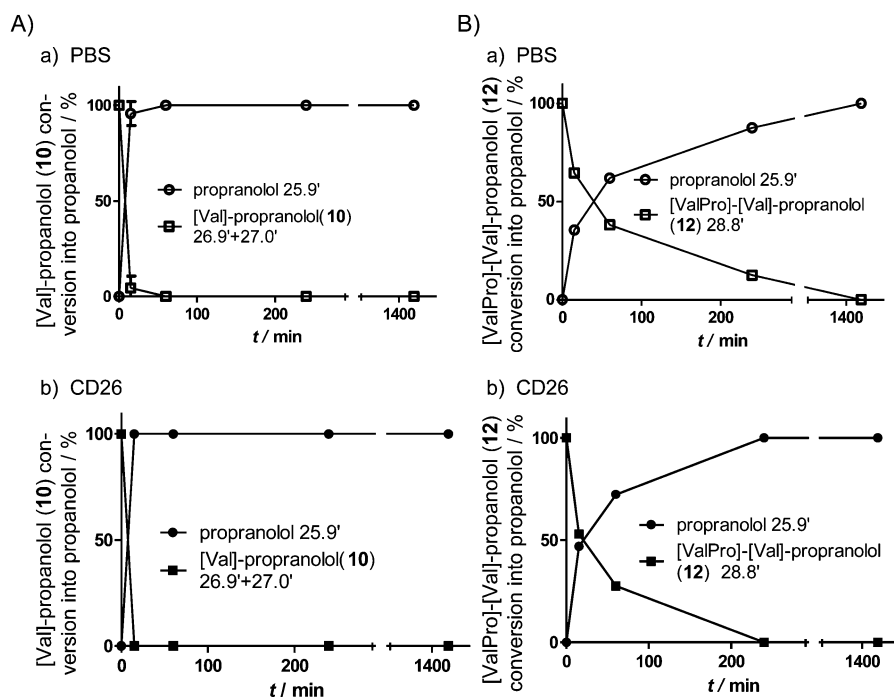 A)
a) PBS
[Val]-propanolol (10) con-
version into propanolol / %
100
50
0
propranolol 25.9'
[Val]-propranolol(10)
26.9'+27.0'
0
100
200
1400
t / min
B)
a) PBS
[ValPro]-[Val]-propanolol (12)
conversion into propranolol / %
100
50
0
propranolol 25.9'
[ValPro]-[Val]-propranolol
(12) 28.8'
0
100
200
1400
t / min
b) CD26
[Val]-propanolol (10) con-
version into propanolol / %
100
50
0
propranolol 25.9'
[Val]-propranolol(10)
26.9'+27.0'
0
100
200
1400
t / min
b) CD26
[ValPro]-[Val]-propanolol (12)
conversion into propranolol / %
100
50
0
propranolol 25.9'
[ValPro]-[Val]-propranolol
(12) 28.8'
0
100
200
1400
t / min